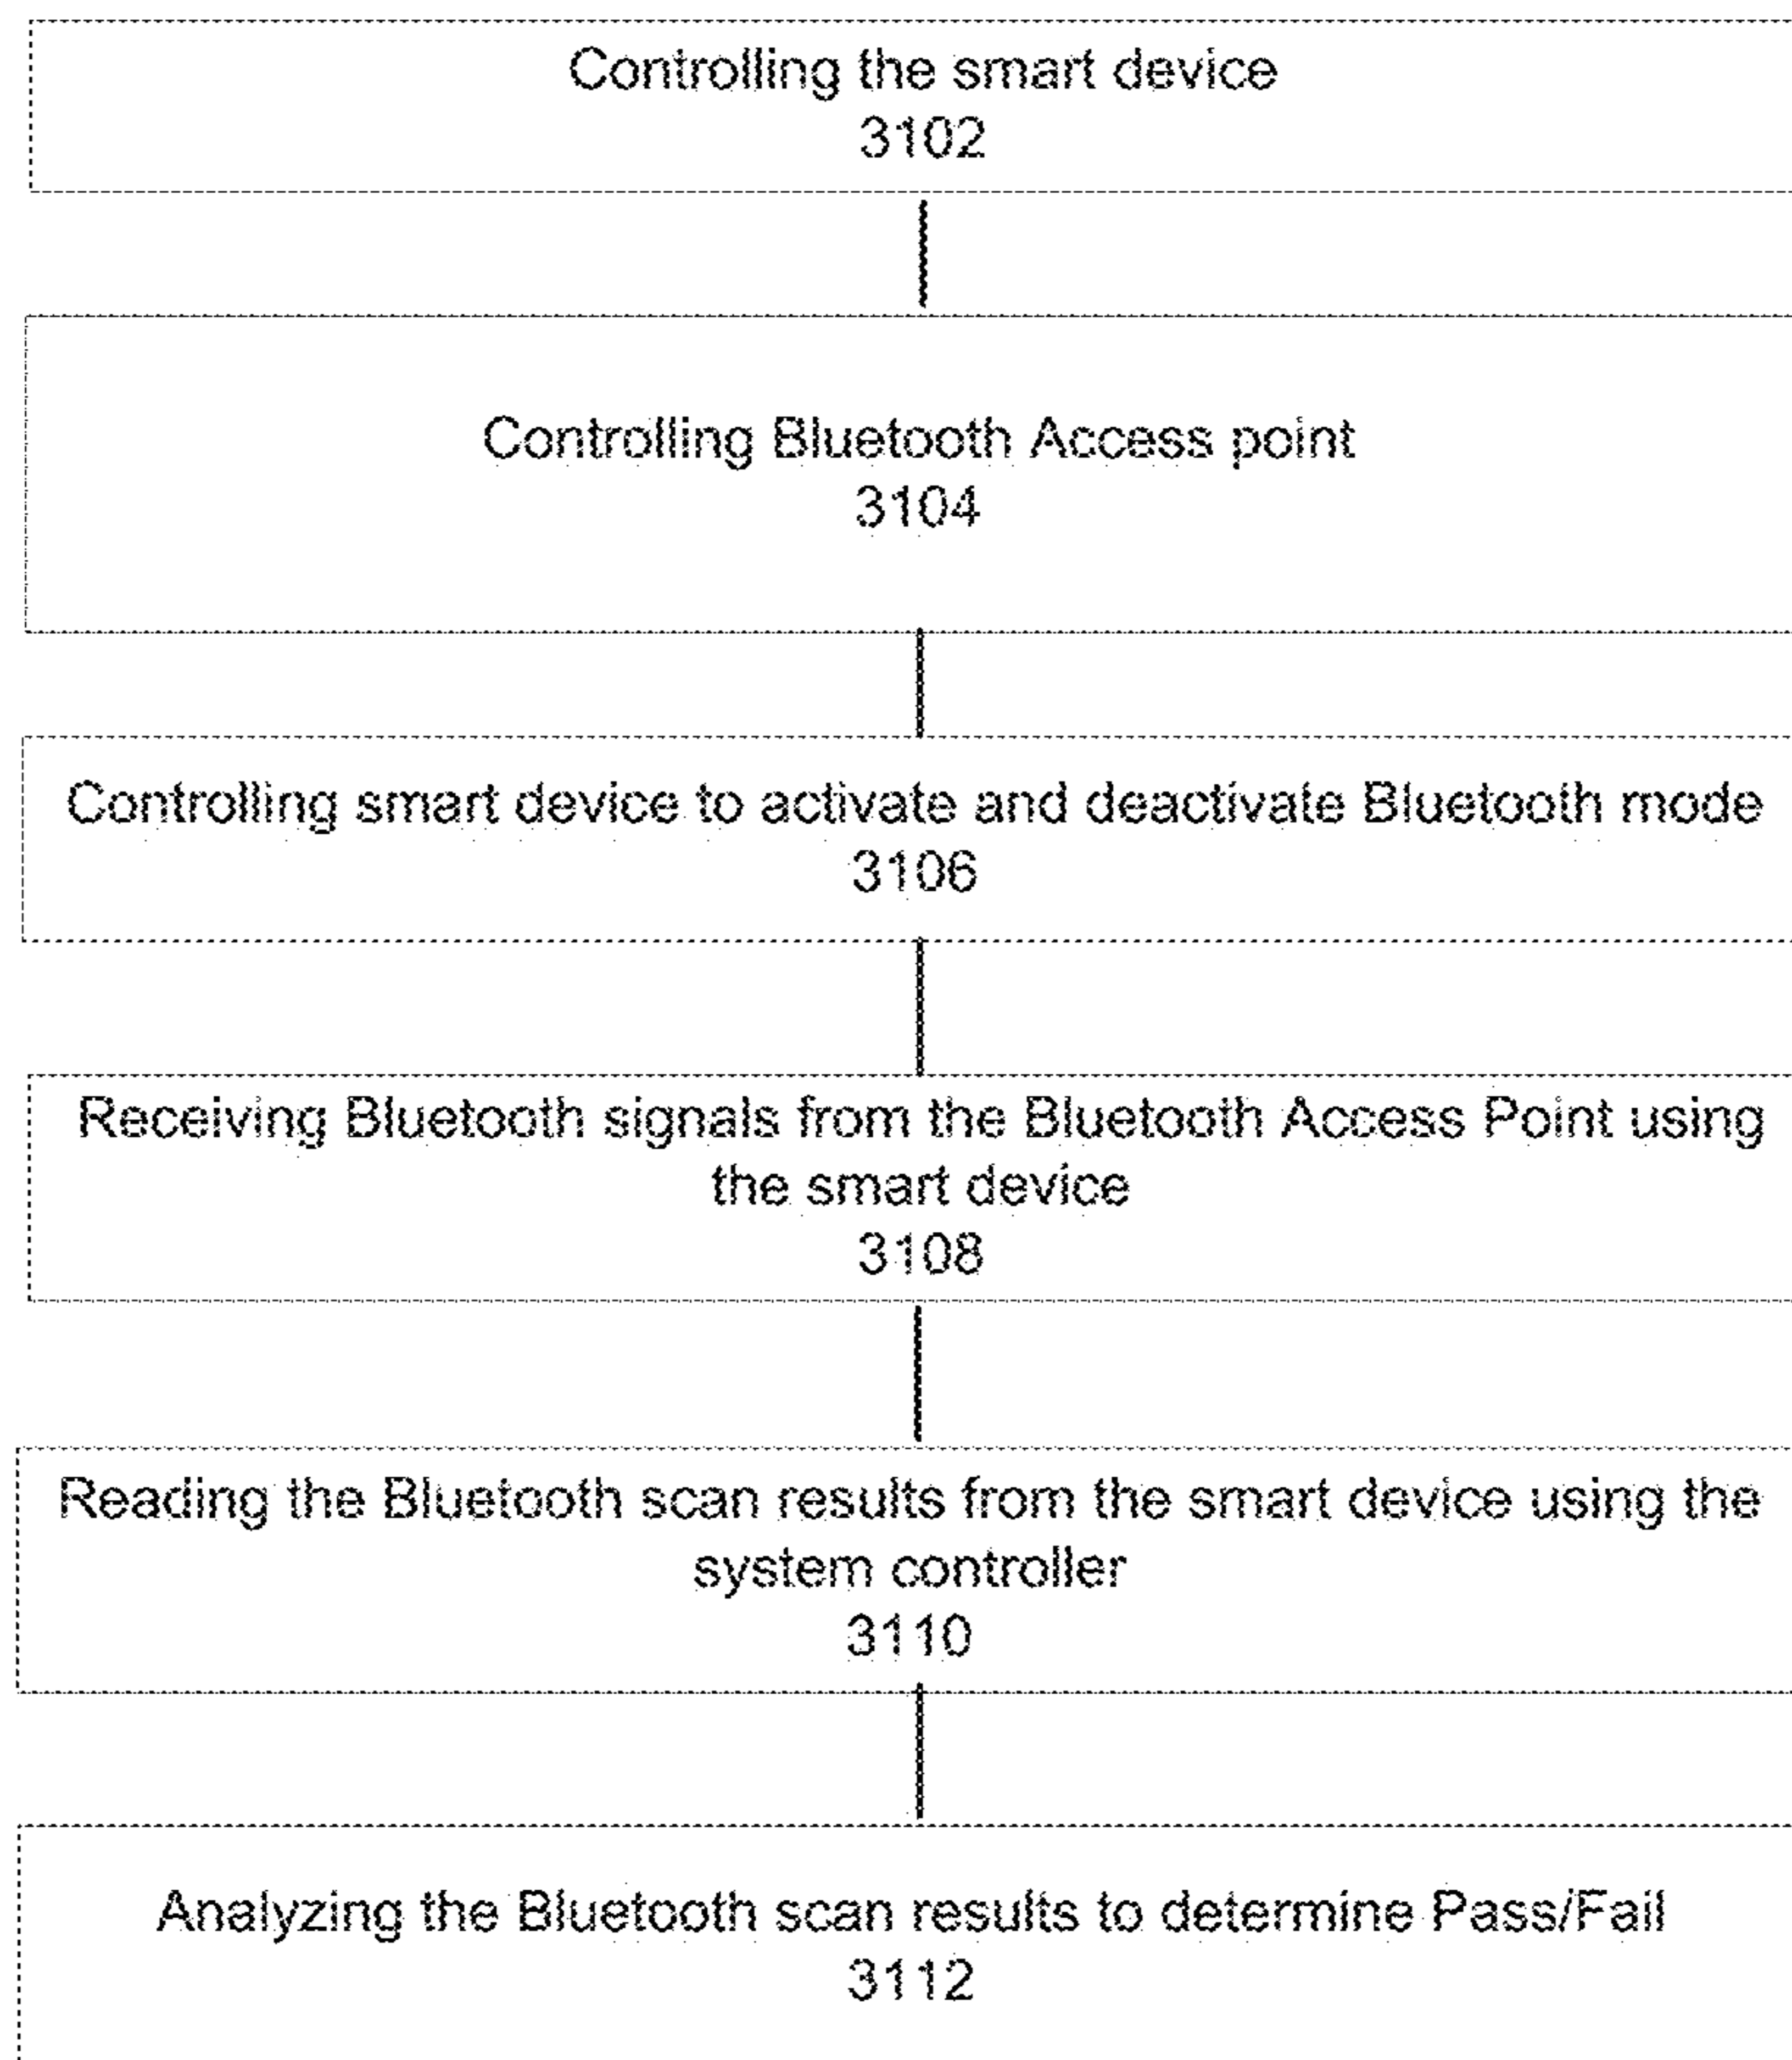 Controlling the smart device
3102
Controlling Bluetooth Access point
3104
Controlling smart device to activate and deactivate Bluetooth mode
3106
Receiving Bluetooth signals from the Bluetooth Access Point using
the smart device
3108
Reading the Bluetooth scan results from the smart device using the
system controller
3110
Analyzing the Bluetooth scan results to determine Pass/Fail
3112